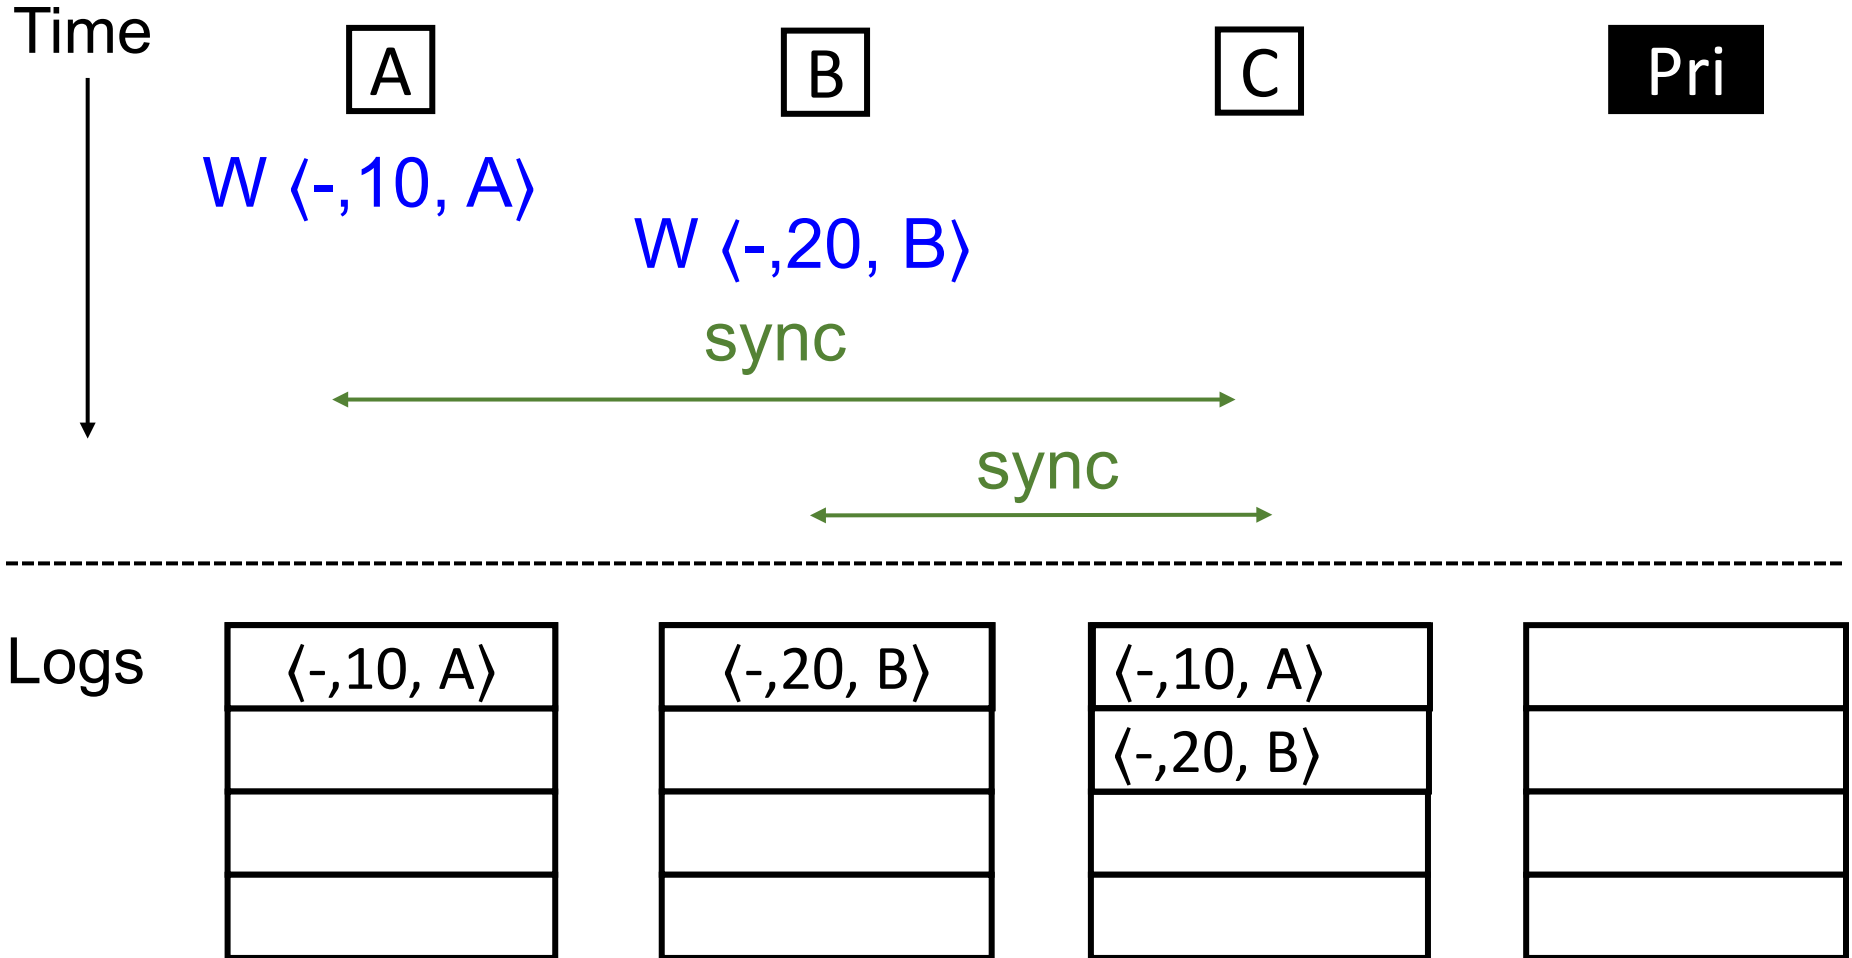 Time
A
B
C
Pri
W ⟨-,10, A⟩
W ⟨-,20, B⟩
sync
sync
Logs
⟨-,10, A⟩
⟨-,20, B⟩
⟨-,10, A⟩
⟨-,20, B⟩